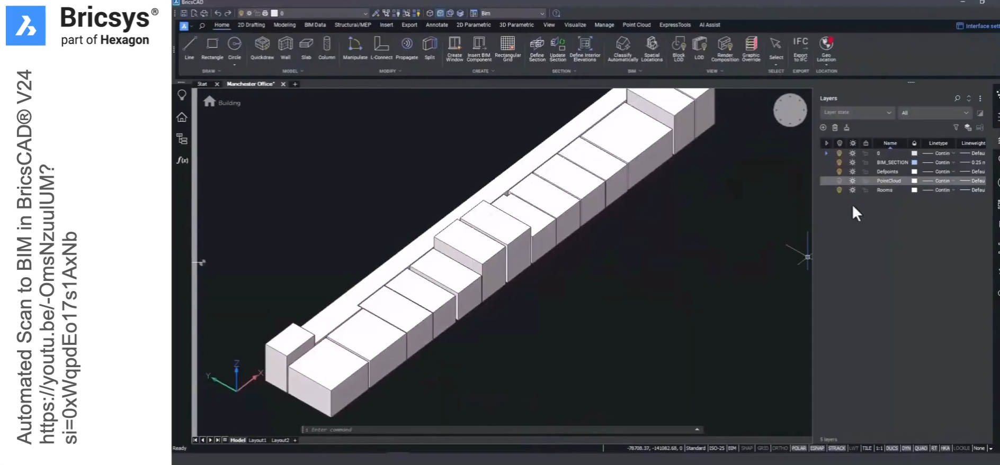 Bricsys®
part of Hexagon
Automated Scan to BIM in BricsCAD® V24
https://youtu.be/-OmsNzuuIUM?
si=0xWqpdEo17s1AxNb
BricsCAD
0
Bim
Home 2D Drafting Modeling BIM Data Structural/MEP Insert Export Annotate 2D Parametric 3D Parametric View Visualize Manage Point Cloud ExpressTools AI Assist
Interface sett
Line Rectangle Circle Quickdraw Wall Slab Column Manipulate L-Connect Propagate Split
Create Window
Insert BIM Component
Rectangular Grid
Define Section
Update Section
Define Interior Elevations
Classify Automatically
Spatial Locations
Block LOD
LOD
Render Composition
Graphic Override
Select
IFC
Export to IFC
Geo Location
DRAW MODEL MODIFY CREATE SECTION BIM VIEW SELECT EXPORT LOCATION
Start Manchester Office*
Building
f(x)
Layers
Layer state All
Name Linetype Lineweight
0 Contin Defau
BIM_SECTION Contin 0.25 m
Defpoints Contin Defau
PointCloud Contin Defau
Rooms Contin Defau
Z
Y
X
: Enter command
Model Layout1 Layout2 +
5 layers
Ready
-78708.37, -141082.68, 0 Standard ISO-25 BIM SNAP GRID ORTHO POLAR ESNAP STRACK LWT TILE 1:1 DUCS DYN QUAD RT HKA LOCKUI None